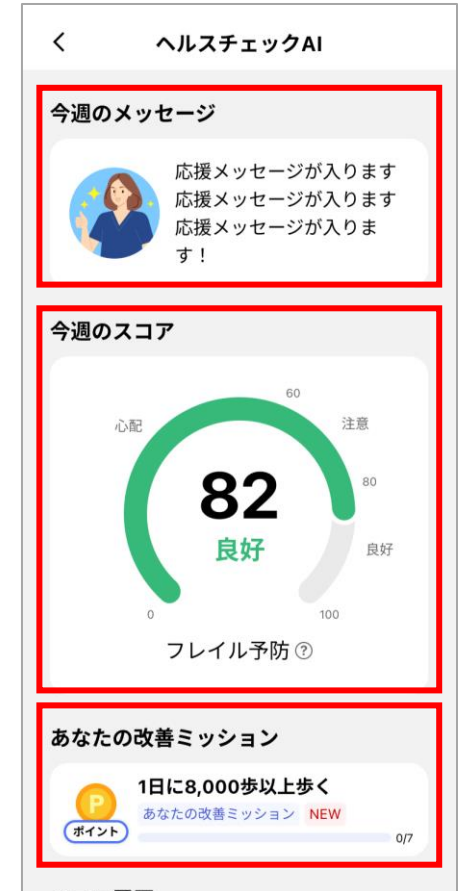 ヘルスチェックAI
今週のメッセージ
応援メッセージが入ります
応援メッセージが入ります
応援メッセージが入りま
す！
今週のスコア
60
心配
注意
82
80
良好
良好
0
100
フレイル予防 ?
あなたの改善ミッション
P
1日に8,000歩以上歩く
あなたの改善ミッション NEW
ポイント
0/7